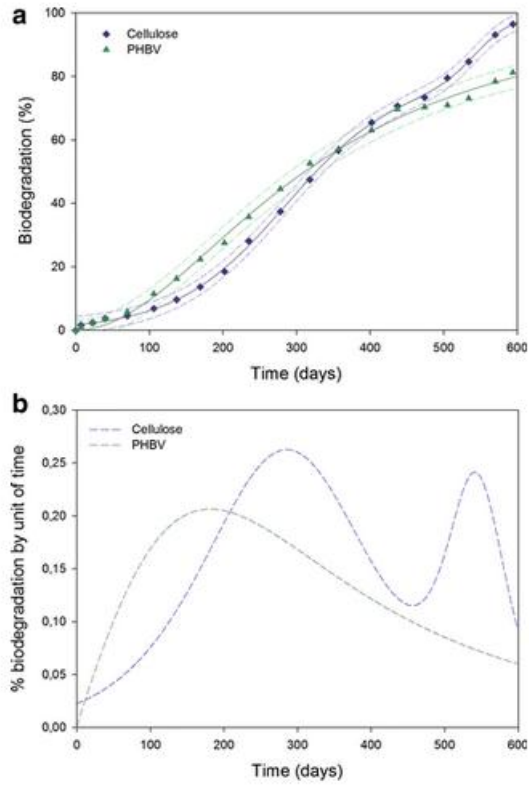 a
100
80
60
40
20
0
Biodegradation (%)
Cellulose
PHBV
0 100 200 300 400 500 600
Time (days)
b
0,30
0,25
0,20
0,15
0,10
0,05
0,00
% biodegradation by unit of time
Cellulose
PHBV
0 100 200 300 400 500 600
Time (days)